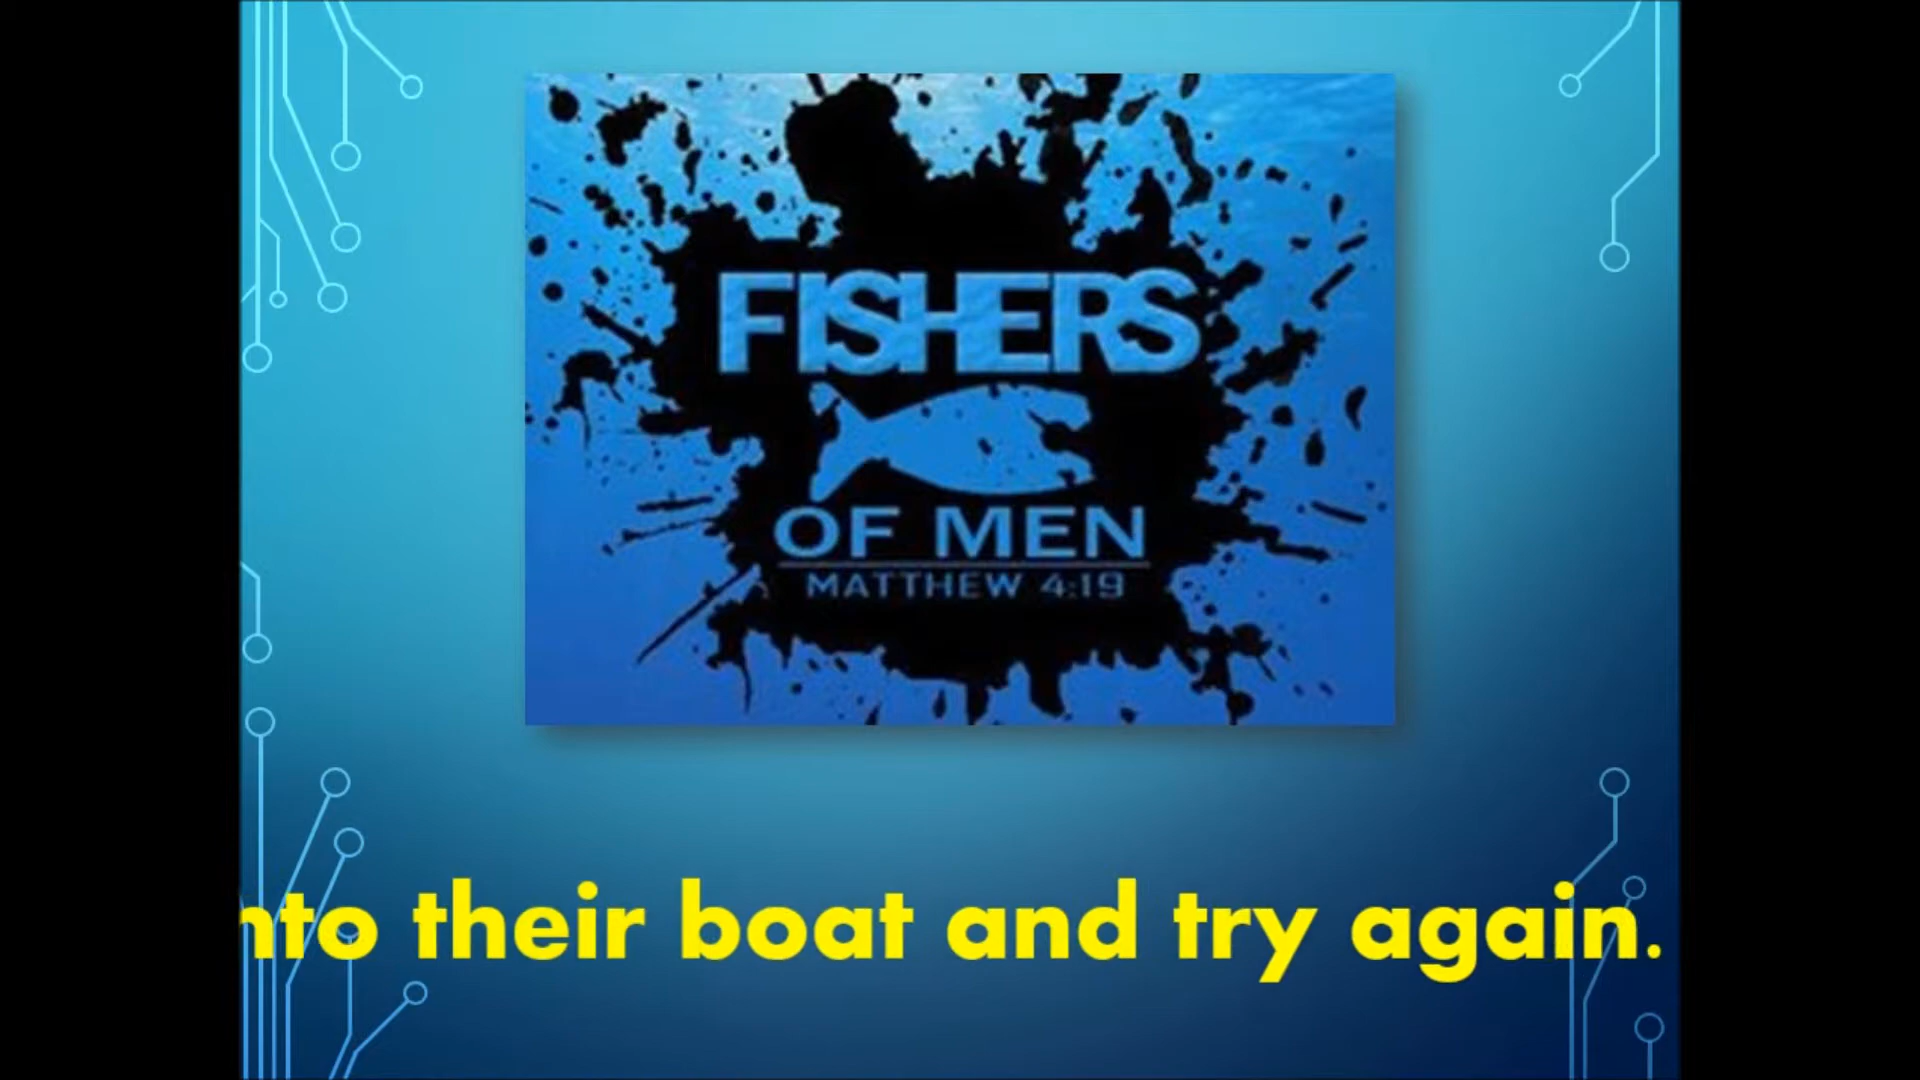 FISHERS
OF MEN
MATTHEW 4:19
nto their boat and try again.